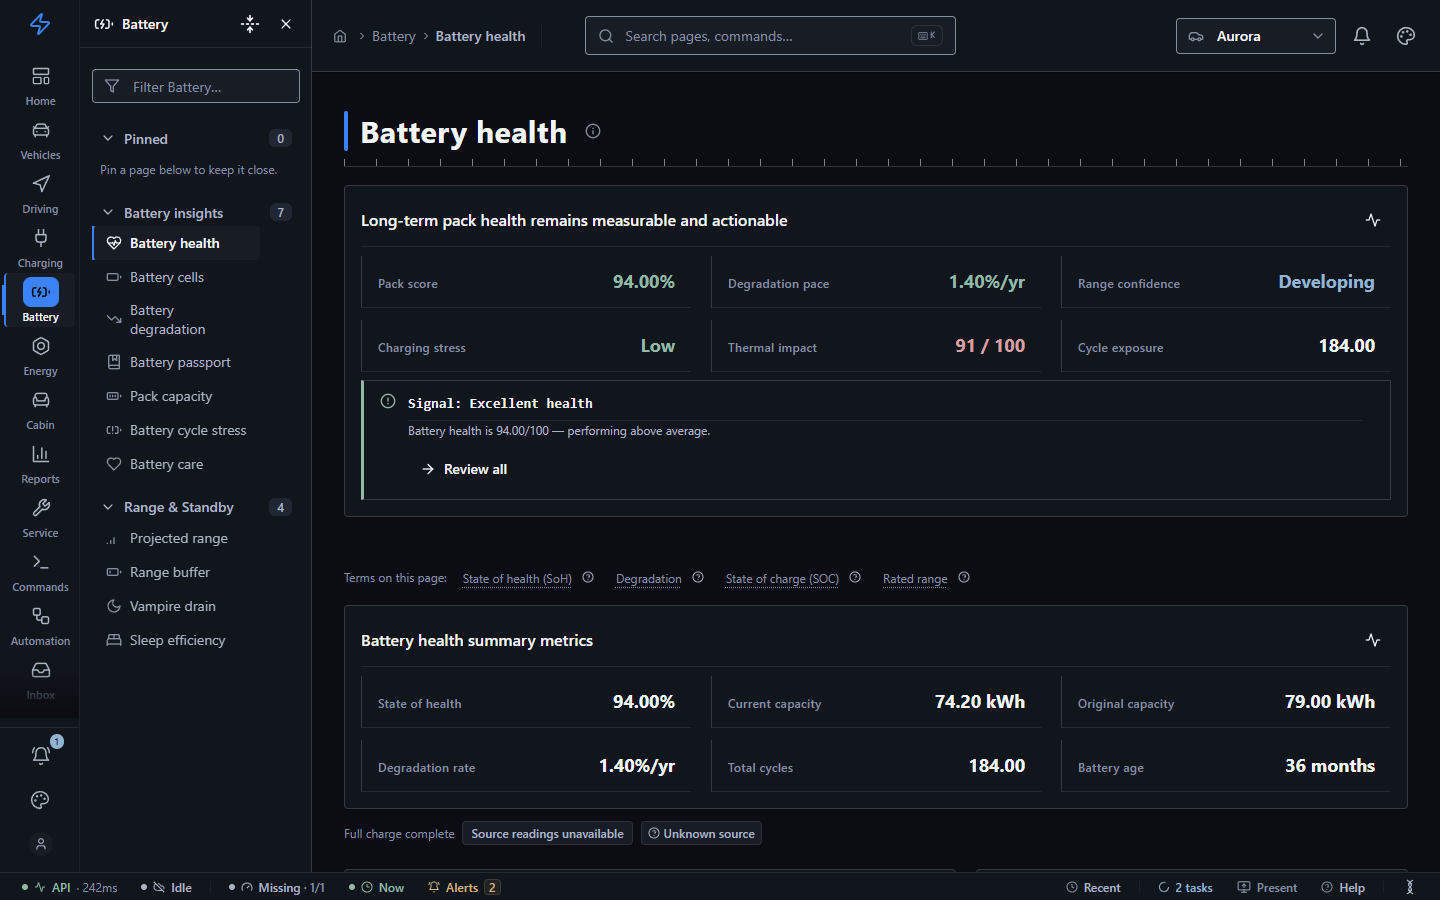 Battery
Battery
Battery health
Search pages, commands...
K
Aurora
Home
Vehicles
Driving
Charging
Battery
Energy
Cabin
Reports
Service
Commands
Automation
Inbox
1
Filter Battery...
Pinned
0
Pin a page below to keep it close.
Battery insights
7
Battery health
Battery cells
Battery
degradation
Battery passport
Pack capacity
Battery cycle stress
Battery care
Range & Standby
4
Projected range
Range buffer
Vampire drain
Sleep efficiency
Battery health
Long-term pack health remains measurable and actionable
Pack score 94.00%
Degradation pace 1.40%/yr
Range confidence Developing
Charging stress Low
Thermal impact 91 / 100
Cycle exposure 184.00
Signal: Excellent health
Battery health is 94.00/100 — performing above average.
Review all
Terms on this page: State of health (SoH) Degradation State of charge (SOC) Rated range
Battery health summary metrics
State of health 94.00%
Current capacity 74.20 kWh
Original capacity 79.00 kWh
Degradation rate 1.40%/yr
Total cycles 184.00
Battery age 36 months
Full charge complete Source readings unavailable Unknown source
API · 242ms Idle Missing · 1/1 Now Alerts 2 Recent 2 tasks Present Help